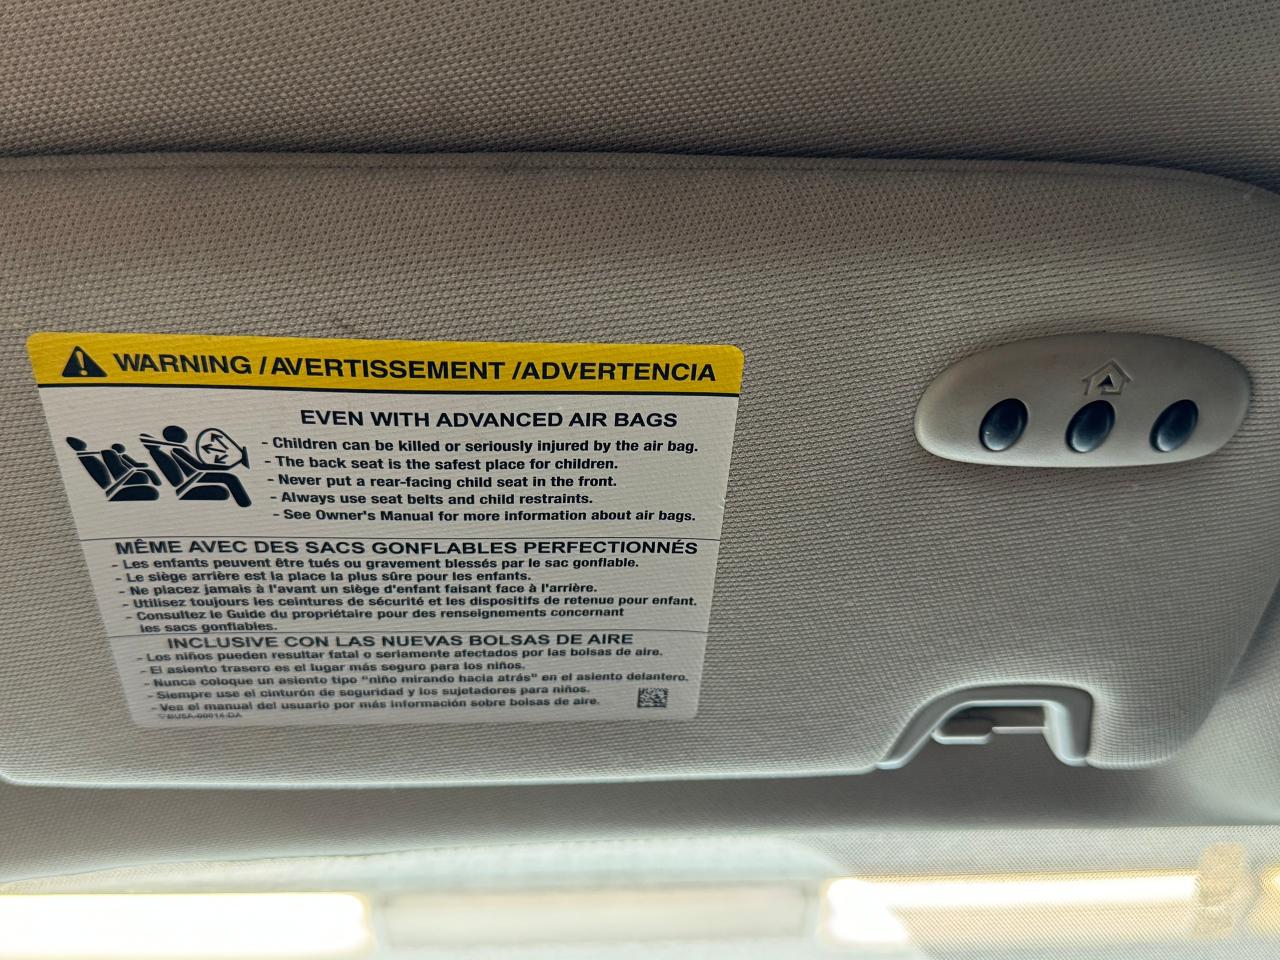 WARNING / AVERTISSEMENT / ADVERTENCIA
EVEN WITH ADVANCED AIR BAGS
- Children can be killed or seriously injured by the air bag.
- The back seat is the safest place for children.
- Never put a rear-facing child seat in the front.
- Always use seat belts and child restraints.
- See Owner's Manual for more information about air bags.
MÊME AVEC DES SACS GONFLABLES PERFECTIONNÉS
- Les enfants peuvent être tués ou gravement blessés par le sac gonflable.
- Le siège arrière est la place la plus sûre pour les enfants.
- Ne placez jamais à l'avant un siège d'enfant faisant face à l'arrière.
- Utilisez toujours les ceintures de sécurité et les dispositifs de retenue pour enfant.
- Consultez le Guide du propriétaire pour des renseignements concernant
les sacs gonflables.
INCLUSIVE CON LAS NUEVAS BOLSAS DE AIRE
- Los niños pueden resultar fatal o seriamente afectados por las bolsas de aire.
- El asiento trasero es el lugar más seguro para los niños.
- Nunca coloque un asiento tipo "niño mirando hacia atrás" en el asiento delantero.
- Siempre use el cinturón de seguridad y los sujetadores para niños.
- Vea el manual del usuario por más información sobre bolsas de aire.